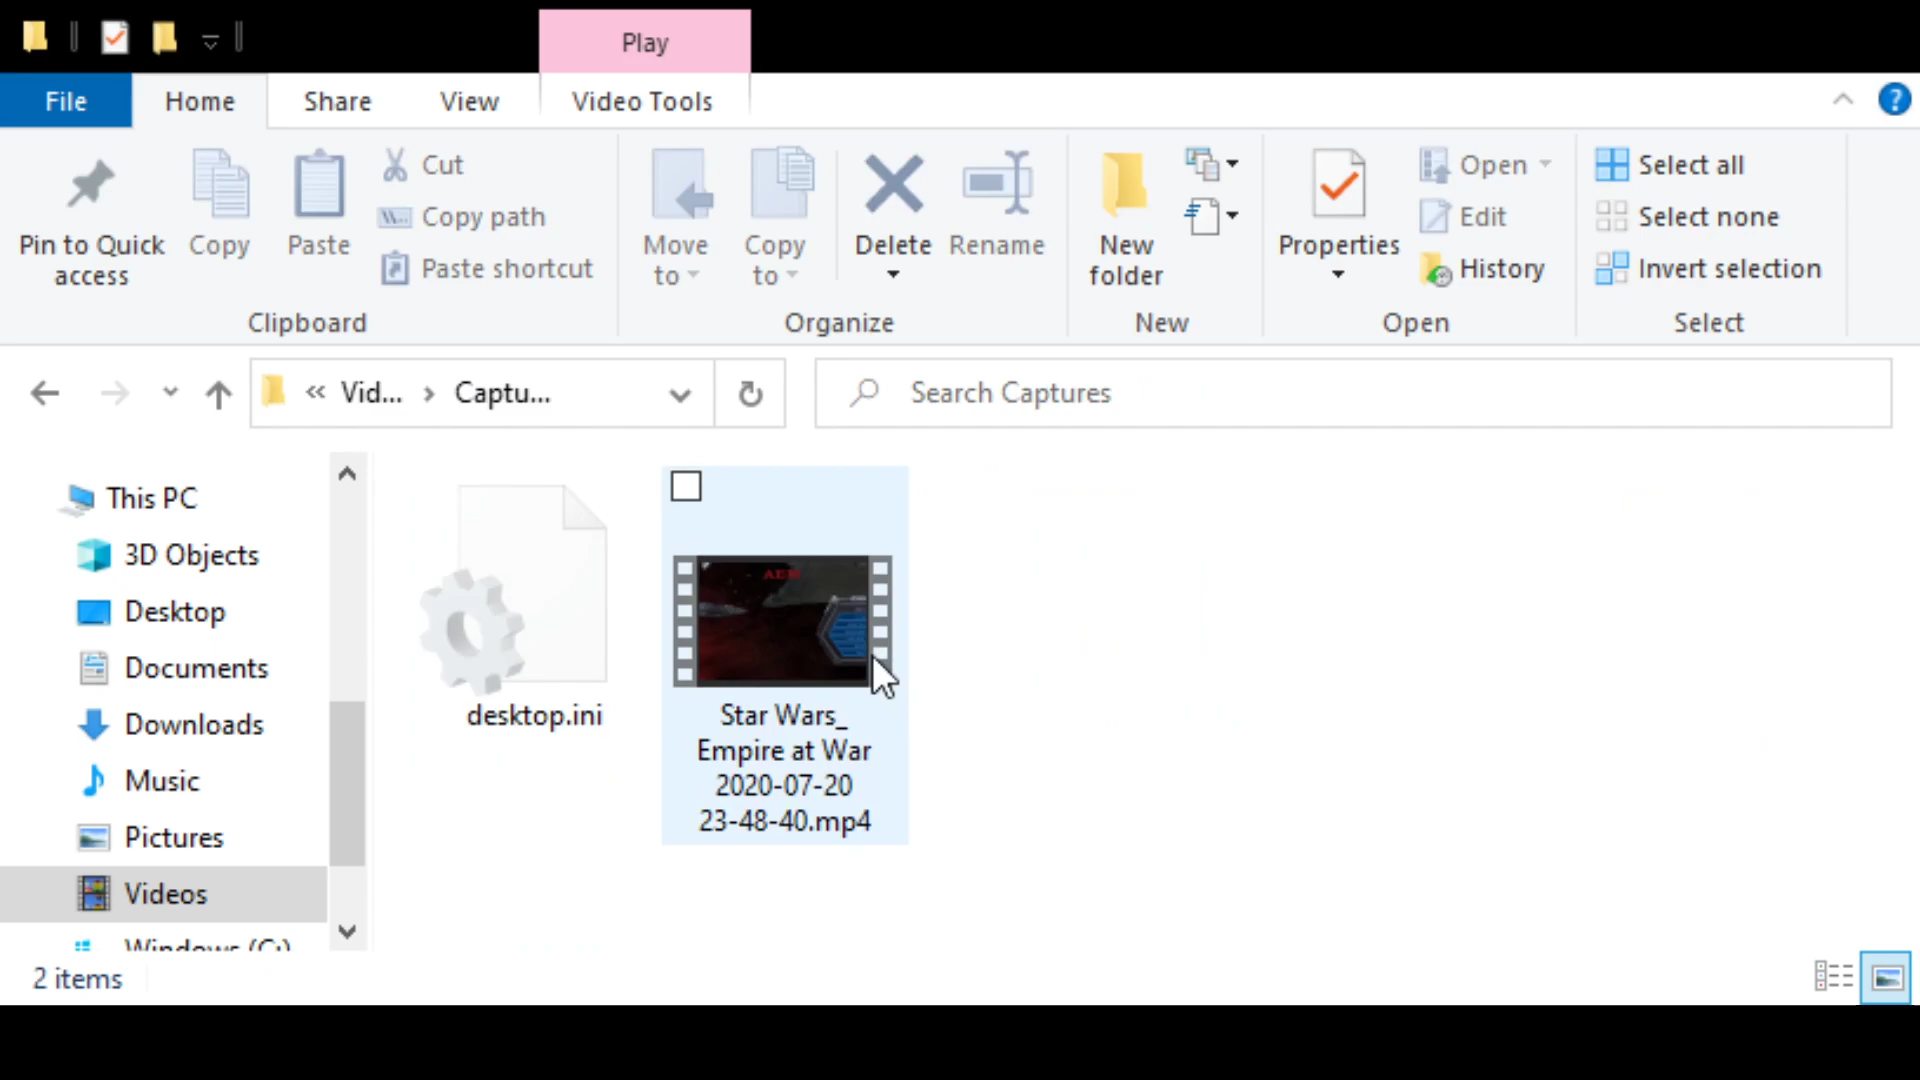 Play
File
Home
Share
View
Video Tools
Pin to Quick
access
Copy
Paste
Cut
Copy path
Paste shortcut
Clipboard
Move
to
Copy
to
Delete
Rename
Organize
New
folder
New
Properties
Open
Edit
History
Open
Select all
Select none
Invert selection
Select
« Vid... › Captu...
Search Captures
This PC
3D Objects
Desktop
Documents
Downloads
Music
Pictures
Videos
Windows (C:)
desktop.ini
Star Wars_
Empire at War
2020-07-20
23-48-40.mp4
2 items